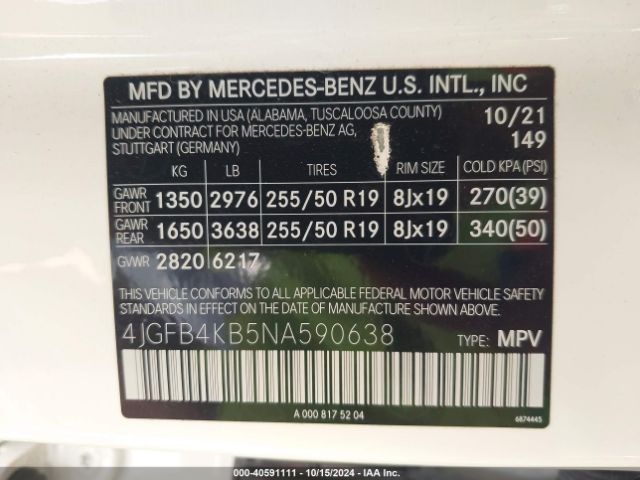 MFD BY MERCEDES-BENZ U.S. INTL., INC
MANUFACTURED IN USA (ALABAMA, TUSCALOOSA COUNTY) 10/21
UNDER CONTRACT FOR MERCEDES-BENZ AG, 149
STUTTGART (GERMANY)
KG LB TIRES RIM SIZE COLD KPA (PSI)
GAWR FRONT 1350 2976 255/50 R19 8Jx19 270(39)
GAWR REAR 1650 3638 255/50 R19 8Jx19 340(50)
GVWR 2820 6217
THIS VEHICLE CONFORMS TO ALL APPLICABLE FEDERAL MOTOR VEHICLE SAFETY
STANDARDS IN EFFECT ON THE DATE OF MANUFACTURE SHOWN ABOVE.
4JGFB4KB5NA590638 TYPE: MPV
A 000 817 52 04 6874445
000-40591111 - 10/15/2024 - IAA Inc.